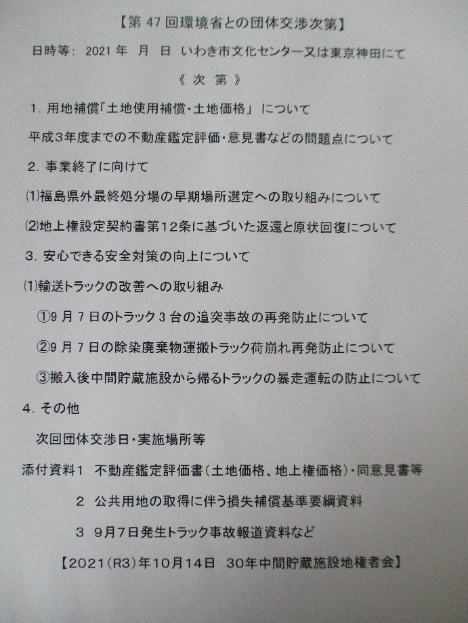 【第47回環境省との団体交渉次第】
日時等： 2021年　月　日　いわき市文化センター又は東京神田にて
《　次　第　》
１．用地補償「土地使用補償・土地価格」　について
平成３年度までの不動産鑑定評価・意見書などの問題点について
２．事業終了に向けて
⑴福島県外最終処分場の早期場所選定への取り組みについて
⑵地上権設定契約書第１２条に基づいた返還と原状回復について
３．安心できる安全対策の向上について
⑴輸送トラックの改善への取り組み
①９月７日のトラック３台の追突事故の再発防止について
②９月７日の除染廃棄物運搬トラック荷崩れ再発防止について
③搬入後中間貯蔵施設から帰るトラックの暴走運転の防止について
４．その他
次回団体交渉日・実施場所等
添付資料１　不動産鑑定評価書（土地価格、地上権価格）・同意見書等
２　公共用地の取得に伴う損失補償基準要綱資料
３　９月７日発生トラック事故報道資料など
【２０２１（Ｒ３）年１０月１４日　３０年中間貯蔵施設地権者会】